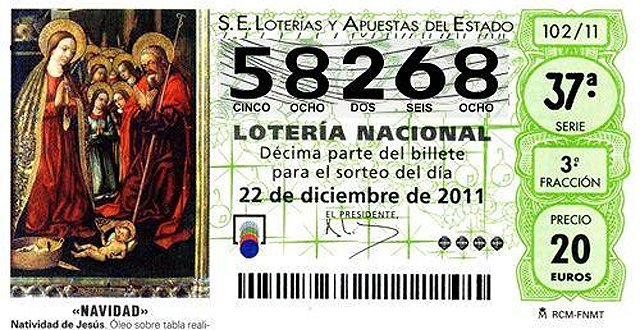 S.E. LOTERÍAS Y APUESTAS DEL ESTADO
58268
CINCO OCHO DOS SEIS OCHO
LOTERÍA NACIONAL
Décima parte del billete
para el sorteo del día
22 de diciembre de 2011
EL PRESIDENTE,
102/11
37ª
SERIE
3ª
FRACCIÓN
PRECIO
20
EUROS
RCM-FNMT
«NAVIDAD»
Natividad de Jesús. Óleo sobre tabla reali-